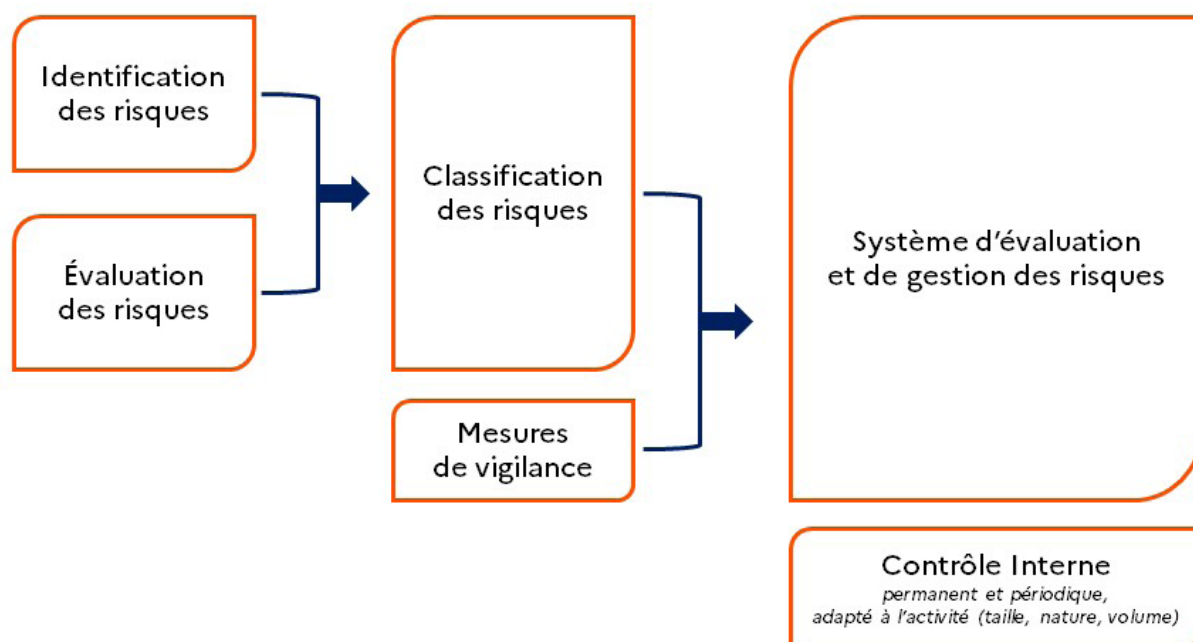 Identification
des risques
Évaluation
des risques
Classification
des risques
Mesures
de vigilance
Système d'évaluation
et de gestion des risques
Contrôle Interne
permanent et périodique,
adapté à l'activité (taille, nature, volume)